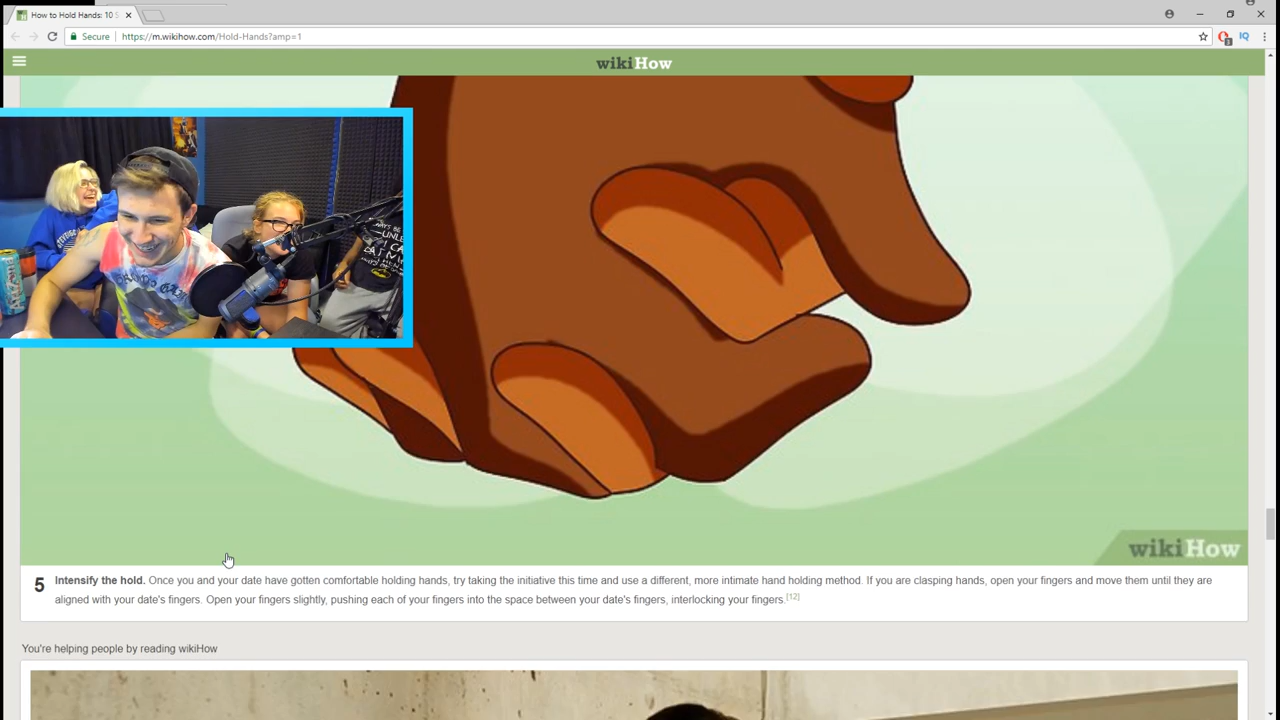 How to Hold Hands: 10 S
Secure
https://m.wikihow.com/Hold-Hands?amp=1
wikiHow
wikiHow
5 Intensify the hold. Once you and your date have gotten comfortable holding hands, try taking the initiative this time and use a different, more intimate hand holding method. If you are clasping hands, open your fingers and move them until they are
aligned with your date's fingers. Open your fingers slightly, pushing each of your fingers into the space between your date's fingers, interlocking your fingers.[12]
You're helping people by reading wikiHow